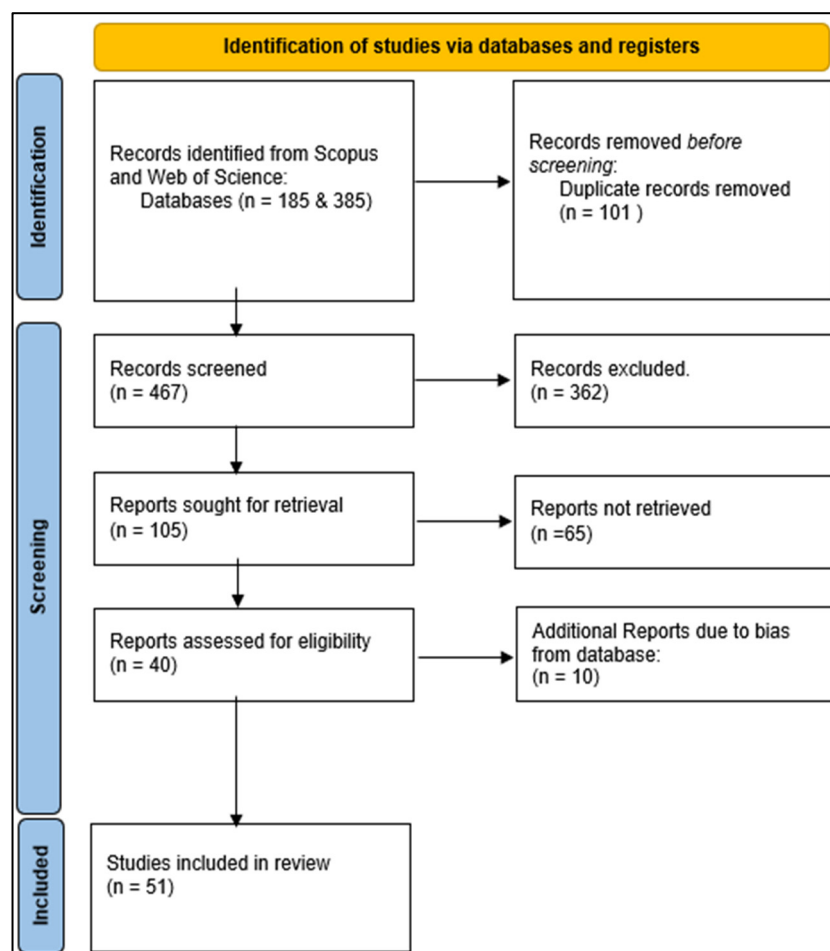 Identification of studies via databases and registers
Identification
Records identified from Scopus
and Web of Science:
Databases (n = 185 & 385)
Records removed before
screening:
Duplicate records removed
(n = 101 )
Screening
Records screened
(n = 467)
Records excluded.
(n = 362)
Reports sought for retrieval
(n = 105)
Reports not retrieved
(n =65)
Reports assessed for eligibility
(n = 40)
Additional Reports due to bias
from database:
(n = 10)
Included
Studies included in review
(n = 51)